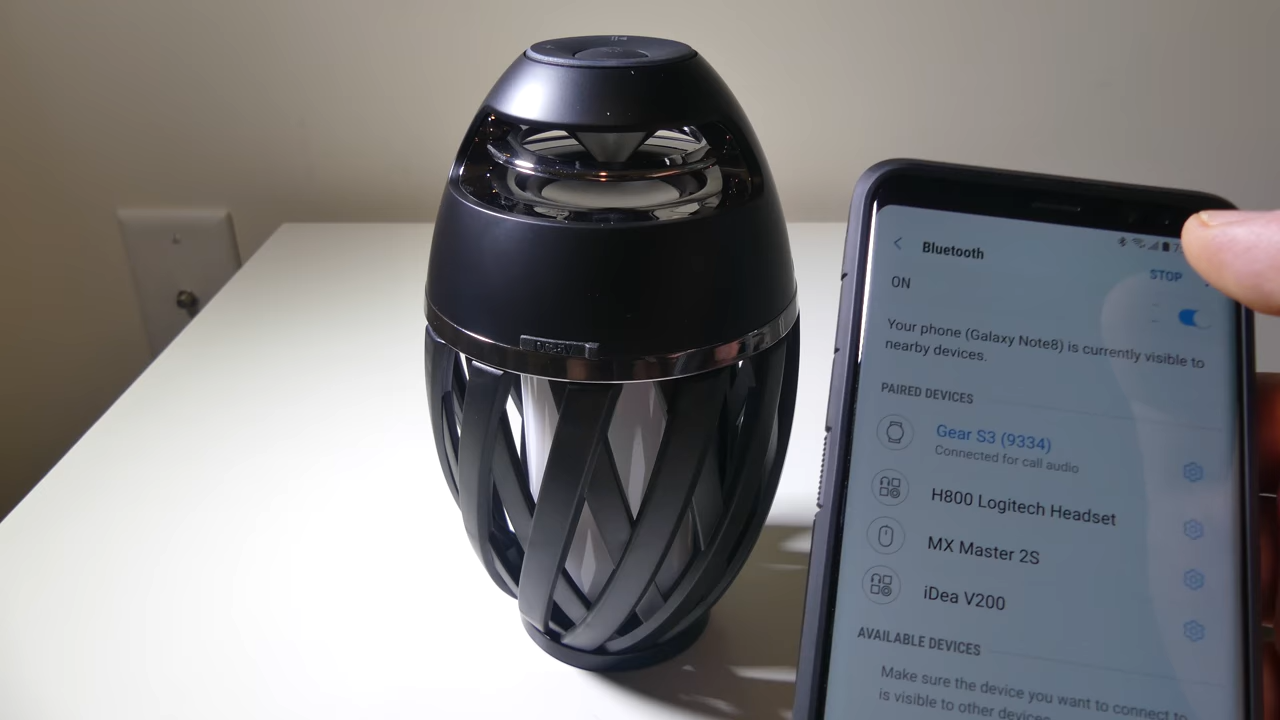 Bluetooth
STOP
ON
Your phone (Galaxy Note8) is currently visible to
nearby devices.
PAIRED DEVICES
Gear S3 (9334)
Connected for call audio
H800 Logitech Headset
MX Master 2S
iDea V200
AVAILABLE DEVICES
Make sure the device you want to connect to
is visible to other devices
DC-5V